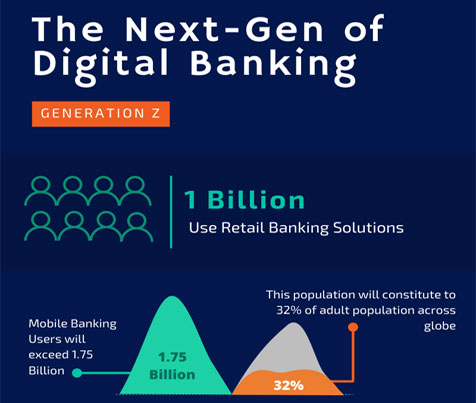 The Next-Gen of
Digital Banking
GENERATION Z
1 Billion
Use Retail Banking Solutions
This population will constitute to
32% of adult population across
globe
Mobile Banking
Users will
exceed 1.75
Billion
1.75
Billion
32%